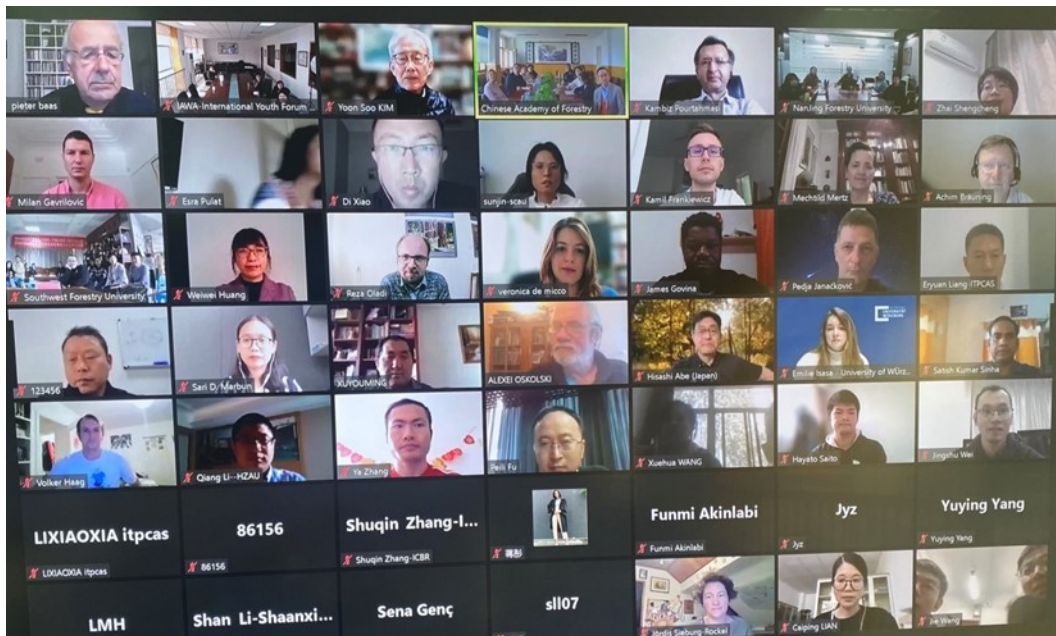 pieter baas
IAWA-International Youth Forum
Yoon Soo KIM
Chinese Academy of Forestry
Kambiz Pourtahmasi
NanJing Forestry University
Zhai Shengcheng
Milan Gavrilovic
Esra Pulat
Di Xiao
sunjin-scau
Kamil Frankiewicz
Mechtild Mertz
Achim Bräuning
Southwest Forestry University
Weiwei Huang
Reza Oladi
veronica de micco
James Govina
Pedja Janaćković
Eryuan Liang-ITPCAS
123456
Sari D. Marbun
XUYOUMING
ALEXEI OSKOLSKI
Hisashi Abe (Japan)
Emilie Isasa - University of Würz...
Satish Kumar Sinha
Volker Haag
Qiang Li--HZAU
Ya Zhang
Peili Fu
Xuehua WANG
Hayato Saito
Jingshu Wei
LIXIAOXIA itpcas
LIXIAOXIA itpcas
86156
86156
Shuqin Zhang-I...
Shuqin Zhang-ICBR
Funmi Akinlabi
Funmi Akinlabi
Jyz
Jyz
Yuying Yang
Yuying Yang
LMH
Shan Li-Shaanxi...
Sena Genç
sll07
Jördis Sieburg-Rockel
Caiping LIAN
Jie Wang